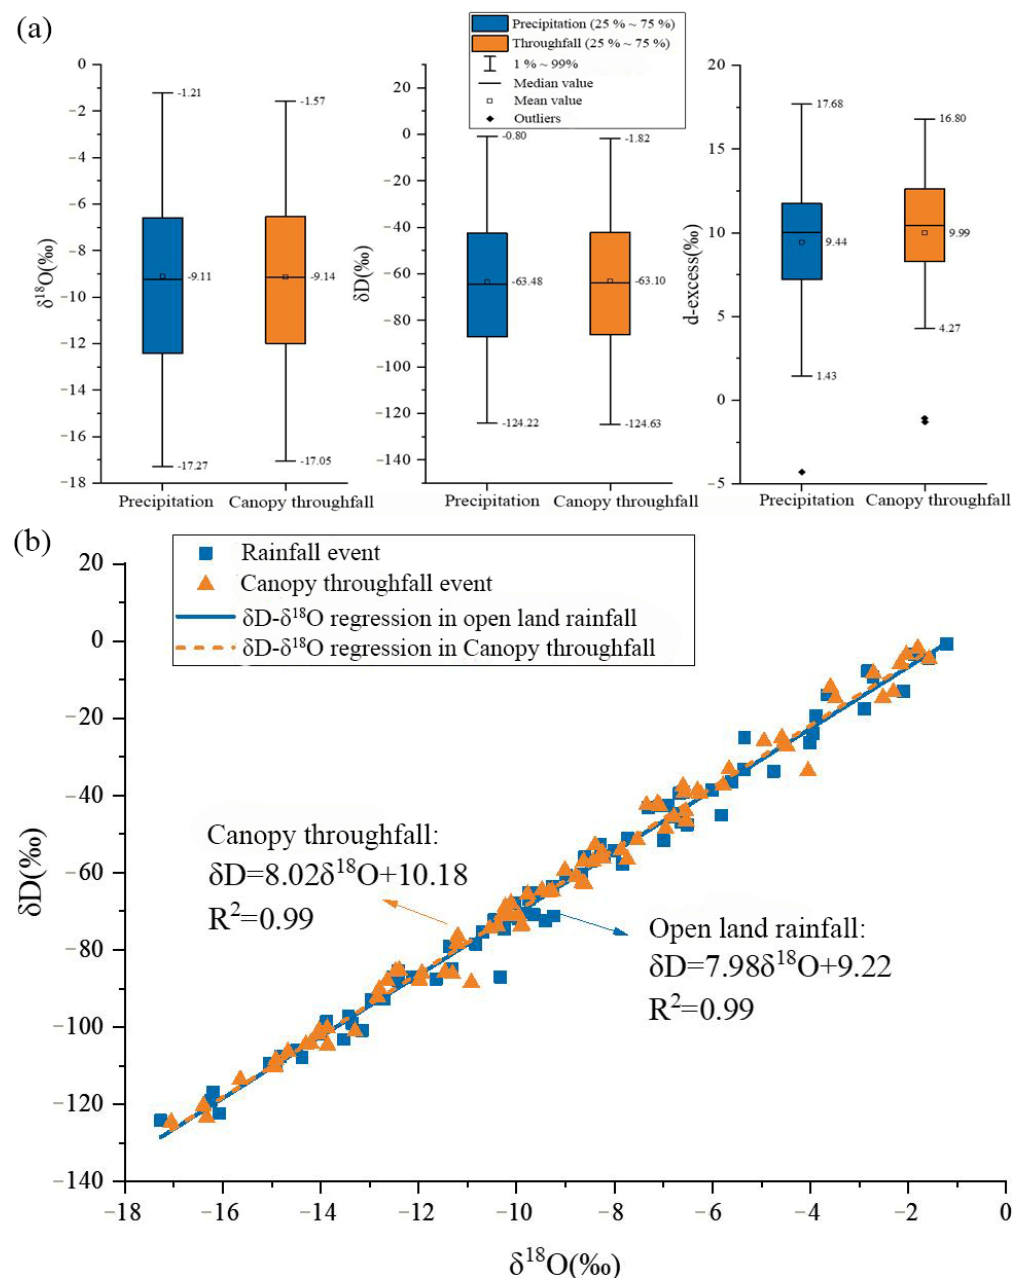 (a)
Precipitation (25 % ~ 75 %)
Throughfall (25 % ~ 75 %)
1 % ~ 99%
Median value
Mean value
Outliers
δ¹⁸O(‰)
0
−2
−4
−6
−8
−10
−12
−14
−16
−18
-1.21
-1.57
-9.11
-9.14
-17.27
-17.05
Precipitation
Canopy throughfall
δD(‰)
20
0
−20
−40
−60
−80
−100
−120
−140
-0.80
-1.82
-63.48
-63.10
-124.22
-124.63
Precipitation
Canopy throughfall
d-excess(‰)
20
15
10
5
0
−5
17.68
16.80
9.44
9.99
4.27
1.43
Precipitation
Canopy throughfall
(b)
Rainfall event
Canopy throughfall event
δD-δ¹⁸O regression in open land rainfall
δD-δ¹⁸O regression in Canopy throughfall
δD(‰)
20
0
−20
−40
−60
−80
−100
−120
−140
Canopy throughfall:
δD=8.02δ¹⁸O+10.18
R²=0.99
Open land rainfall:
δD=7.98δ¹⁸O+9.22
R²=0.99
−18
−16
−14
−12
−10
−8
−6
−4
−2
0
δ¹⁸O(‰)